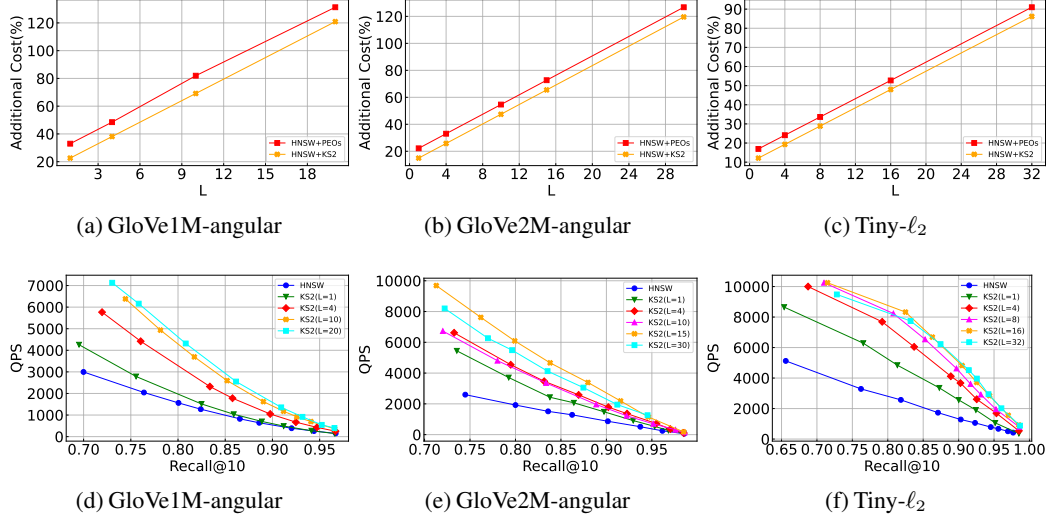 Additional Cost(%)
120
100
80
60
40
20
3 6 9 12 15 18
L
HNSW+PEOs
HNSW+KS2
(a) GloVe1M-angular
Additional Cost(%)
120
100
80
60
40
20
0 4 8 12 16 20 24 28
L
HNSW+PEOs
HNSW+KS2
(b) GloVe2M-angular
Additional Cost(%)
90
80
70
60
50
40
30
20
10
0 4 8 12 16 20 24 28 32
L
HNSW+PEOs
HNSW+KS2
(c) Tiny-ℓ₂
QPS
7000
6000
5000
4000
3000
2000
1000
0
0.70 0.75 0.80 0.85 0.90 0.95
Recall@10
HNSW
KS2(L=1)
KS2(L=4)
KS2(L=10)
KS2(L=20)
(d) GloVe1M-angular
QPS
10000
8000
6000
4000
2000
0
0.70 0.75 0.80 0.85 0.90 0.95
Recall@10
HNSW
KS2(L=1)
KS2(L=4)
KS2(L=10)
KS2(L=15)
KS2(L=30)
(e) GloVe2M-angular
QPS
10000
8000
6000
4000
2000
0
0.65 0.70 0.75 0.80 0.85 0.90 0.95 1.00
Recall@10
HNSW
KS2(L=1)
KS2(L=4)
KS2(L=8)
KS2(L=16)
KS2(L=32)
(f) Tiny-ℓ₂